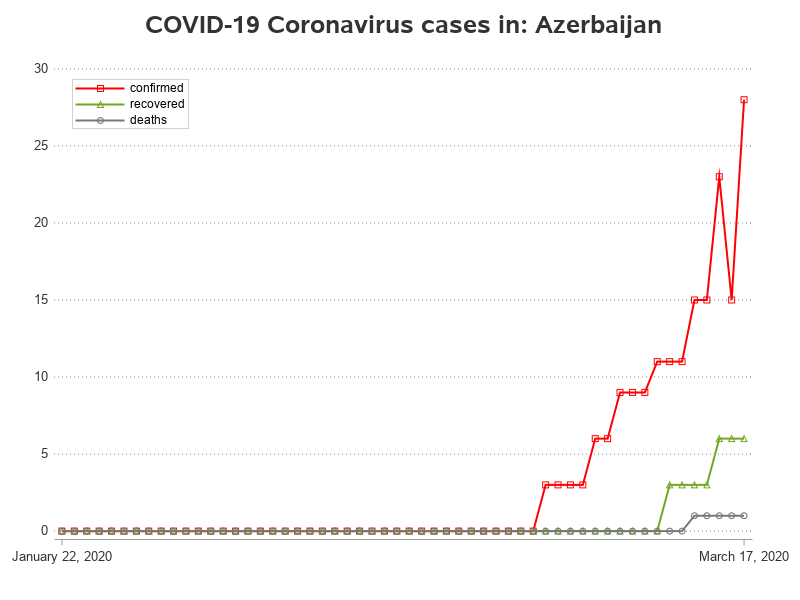 COVID-19 Coronavirus cases in: Azerbaijan
30
confirmed
recovered
deaths
25
20
15
10
5
0
January 22, 2020 March 17, 2020